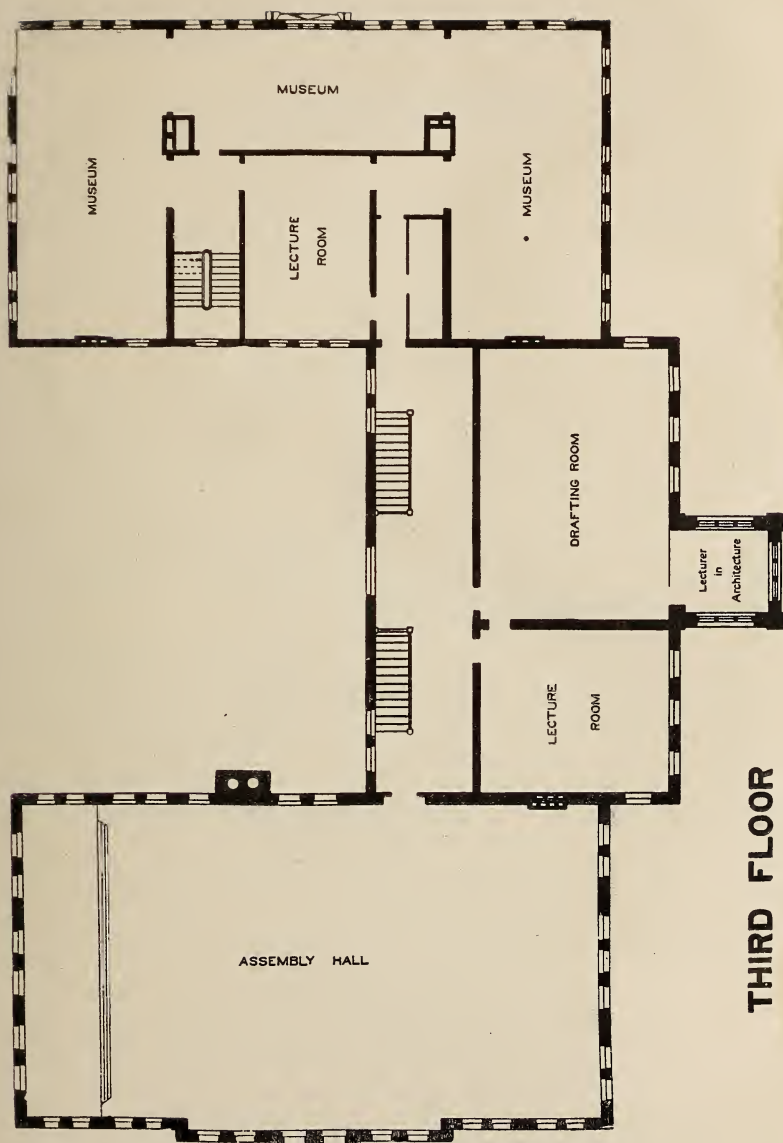 MUSEUM
MUSEUM
MUSEUM
LECTURE
ROOM
DRAFTING ROOM
Lecturer
in
Architecture
LECTURE
ROOM
ASSEMBLY HALL
THIRD FLOOR